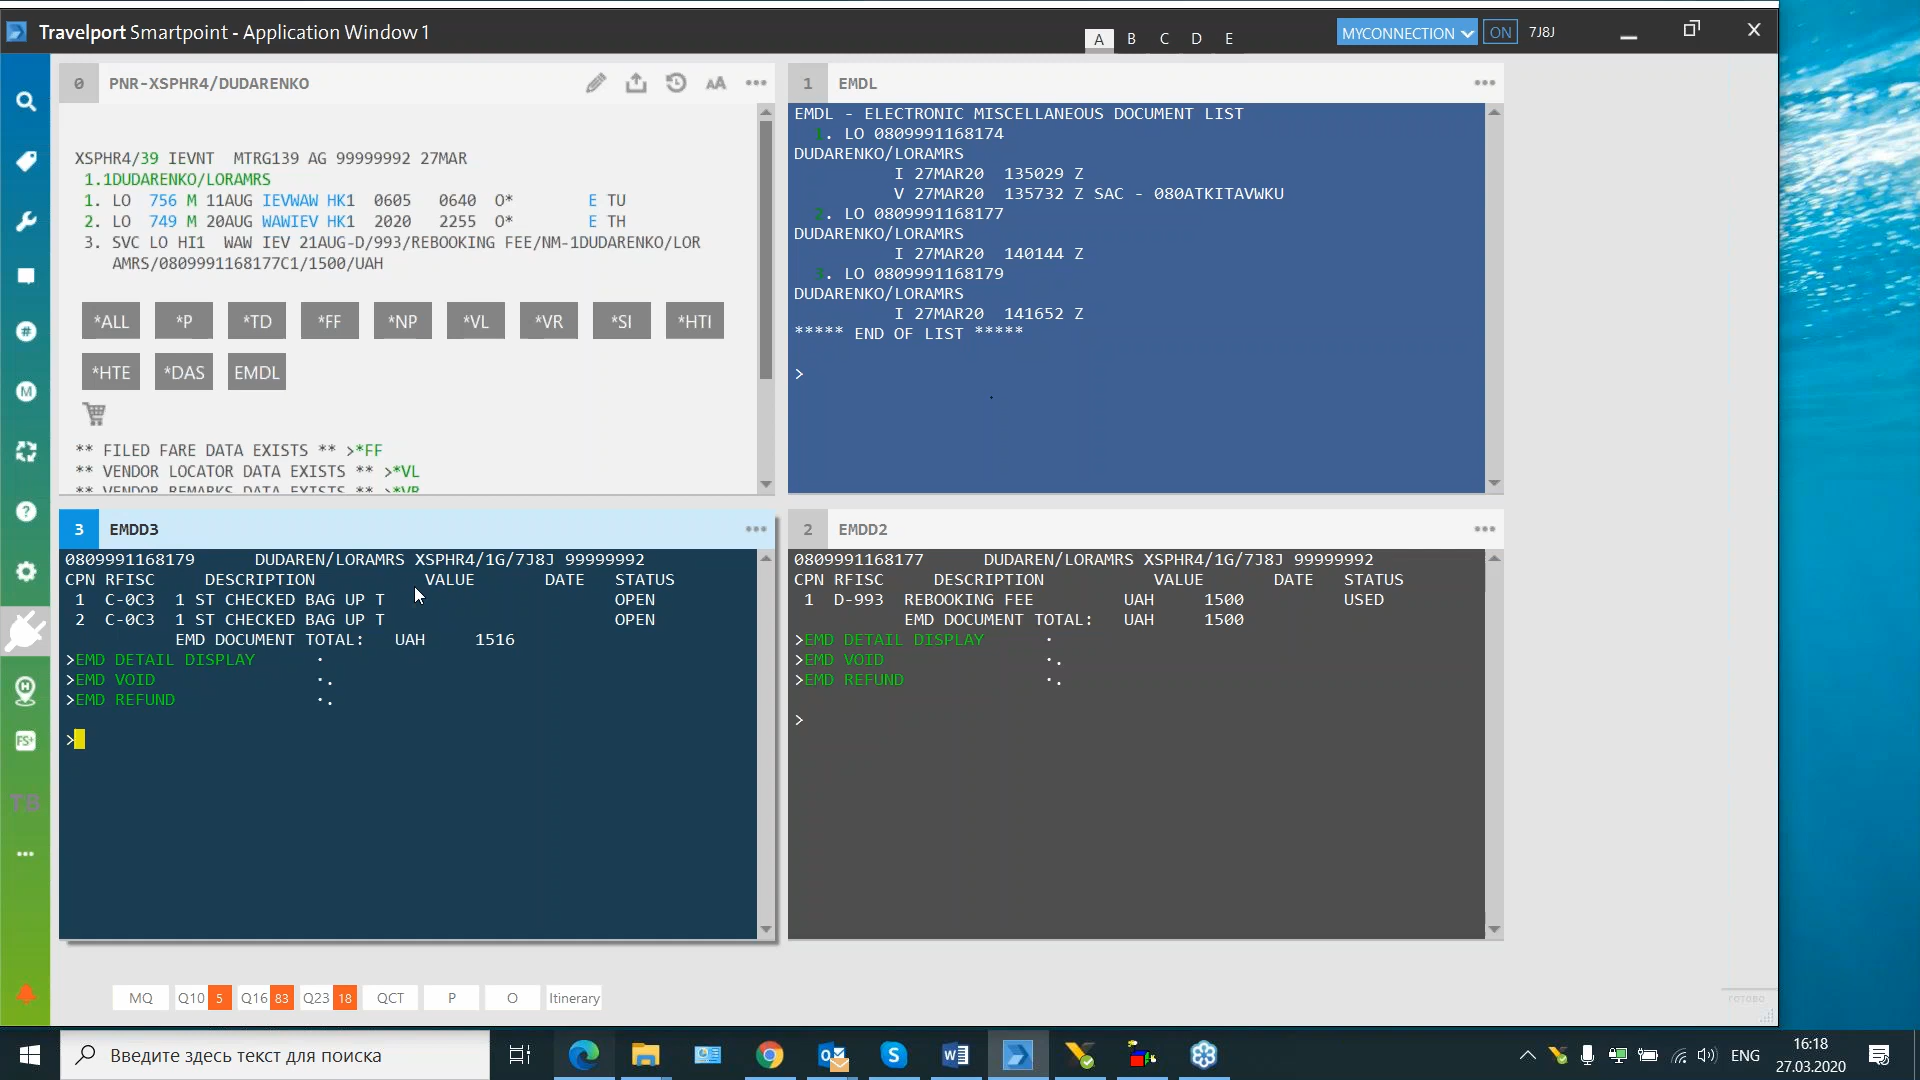 Travelport Smartpoint - Application Window 1
A B C D E
MYCONNECTION ON 7J8J
0 PNR-XSPHR4/DUDARENKO AA
XSPHR4/39 IEVNT MTRG139 AG 99999992 27MAR
1.1DUDARENKO/LORAMRS
1. LO 756 M 11AUG IEVWAW HK1 0605 0640 O* E TU
2. LO 749 M 20AUG WAWIEV HK1 2020 2255 O* E TH
3. SVC LO HI1 WAW IEV 21AUG-D/993/REBOOKING FEE/NM-1DUDARENKO/LOR
AMRS/0809991168177C1/1500/UAH
*ALL *P *TD *FF *NP *VL *VR *SI *HTI
*HTE *DAS EMDL
** FILED FARE DATA EXISTS ** >*FF
** VENDOR LOCATOR DATA EXISTS ** >*VL
** VENDOR REMARKS DATA EXISTS ** >*VR
1 EMDL
EMDL - ELECTRONIC MISCELLANEOUS DOCUMENT LIST
1. LO 0809991168174
DUDARENKO/LORAMRS
I 27MAR20 135029 Z
V 27MAR20 135732 Z SAC - 080ATKITAVWKU
2. LO 0809991168177
DUDARENKO/LORAMRS
I 27MAR20 140144 Z
3. LO 0809991168179
DUDARENKO/LORAMRS
I 27MAR20 141652 Z
***** END OF LIST *****
>
3 EMDD3
0809991168179 DUDAREN/LORAMRS XSPHR4/1G/7J8J 99999992
CPN RFISC DESCRIPTION VALUE DATE STATUS
1 C-0C3 1 ST CHECKED BAG UP T OPEN
2 C-0C3 1 ST CHECKED BAG UP T OPEN
EMD DOCUMENT TOTAL: UAH 1516
>EMD DETAIL DISPLAY ·
>EMD VOID ·.
>EMD REFUND ·.
>
2 EMDD2
0809991168177 DUDAREN/LORAMRS XSPHR4/1G/7J8J 99999992
CPN RFISC DESCRIPTION VALUE DATE STATUS
1 D-993 REBOOKING FEE UAH 1500 USED
EMD DOCUMENT TOTAL: UAH 1500
>EMD DETAIL DISPLAY ·
>EMD VOID ·.
>EMD REFUND ·.
>
#
M
?
H
FS+
TB
MQ Q10 5 Q16 83 Q23 18 QCT P O Itinerary
готово
Введите здесь текст для поиска
ENG
16:18
27.03.2020